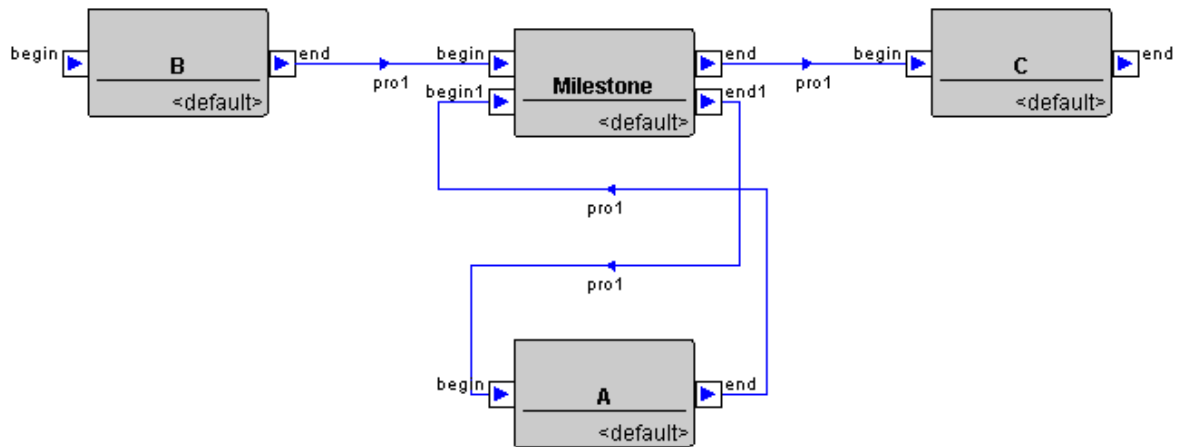 begin
B
<default>
end
pro1
begin
begin1
Milestone
<default>
end
end1
pro1
begin
C
<default>
end
pro1
pro1
begin
A
<default>
end